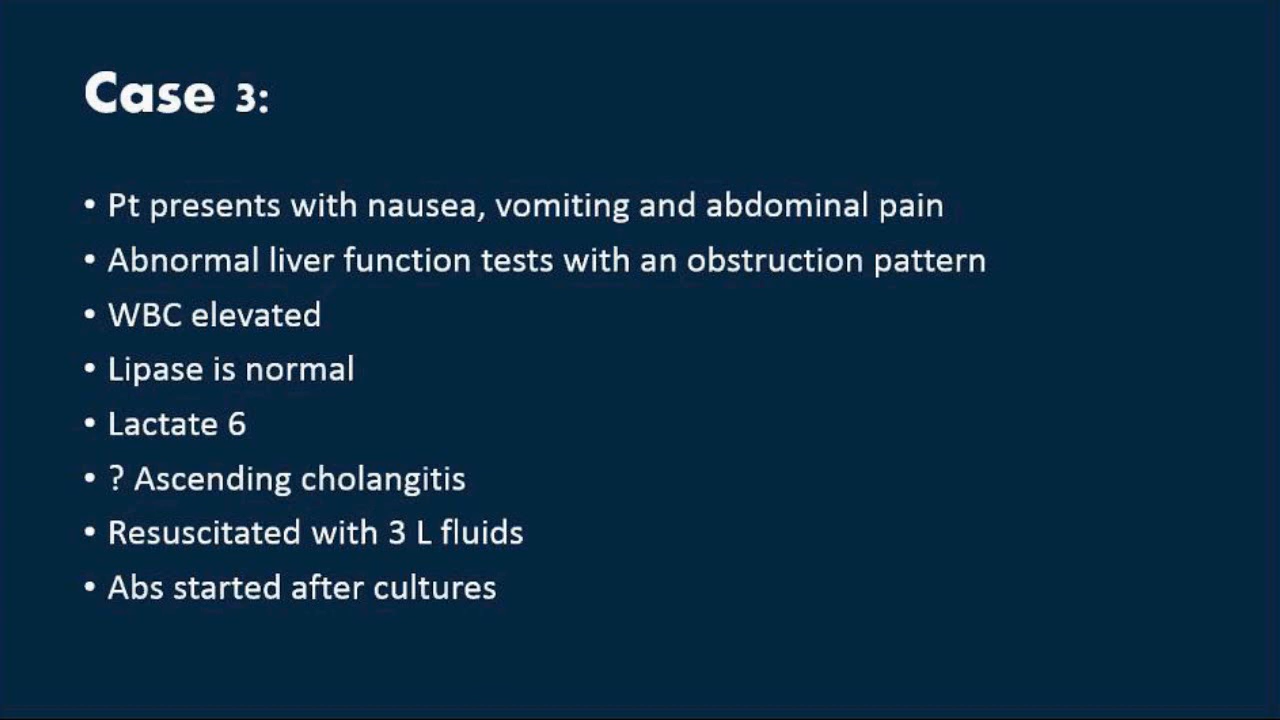 Case 3:
• Pt presents with nausea, vomiting and abdominal pain
• Abnormal liver function tests with an obstruction pattern
• WBC elevated
• Lipase is normal
• Lactate 6
• ? Ascending cholangitis
• Resuscitated with 3 L fluids
• Abs started after cultures